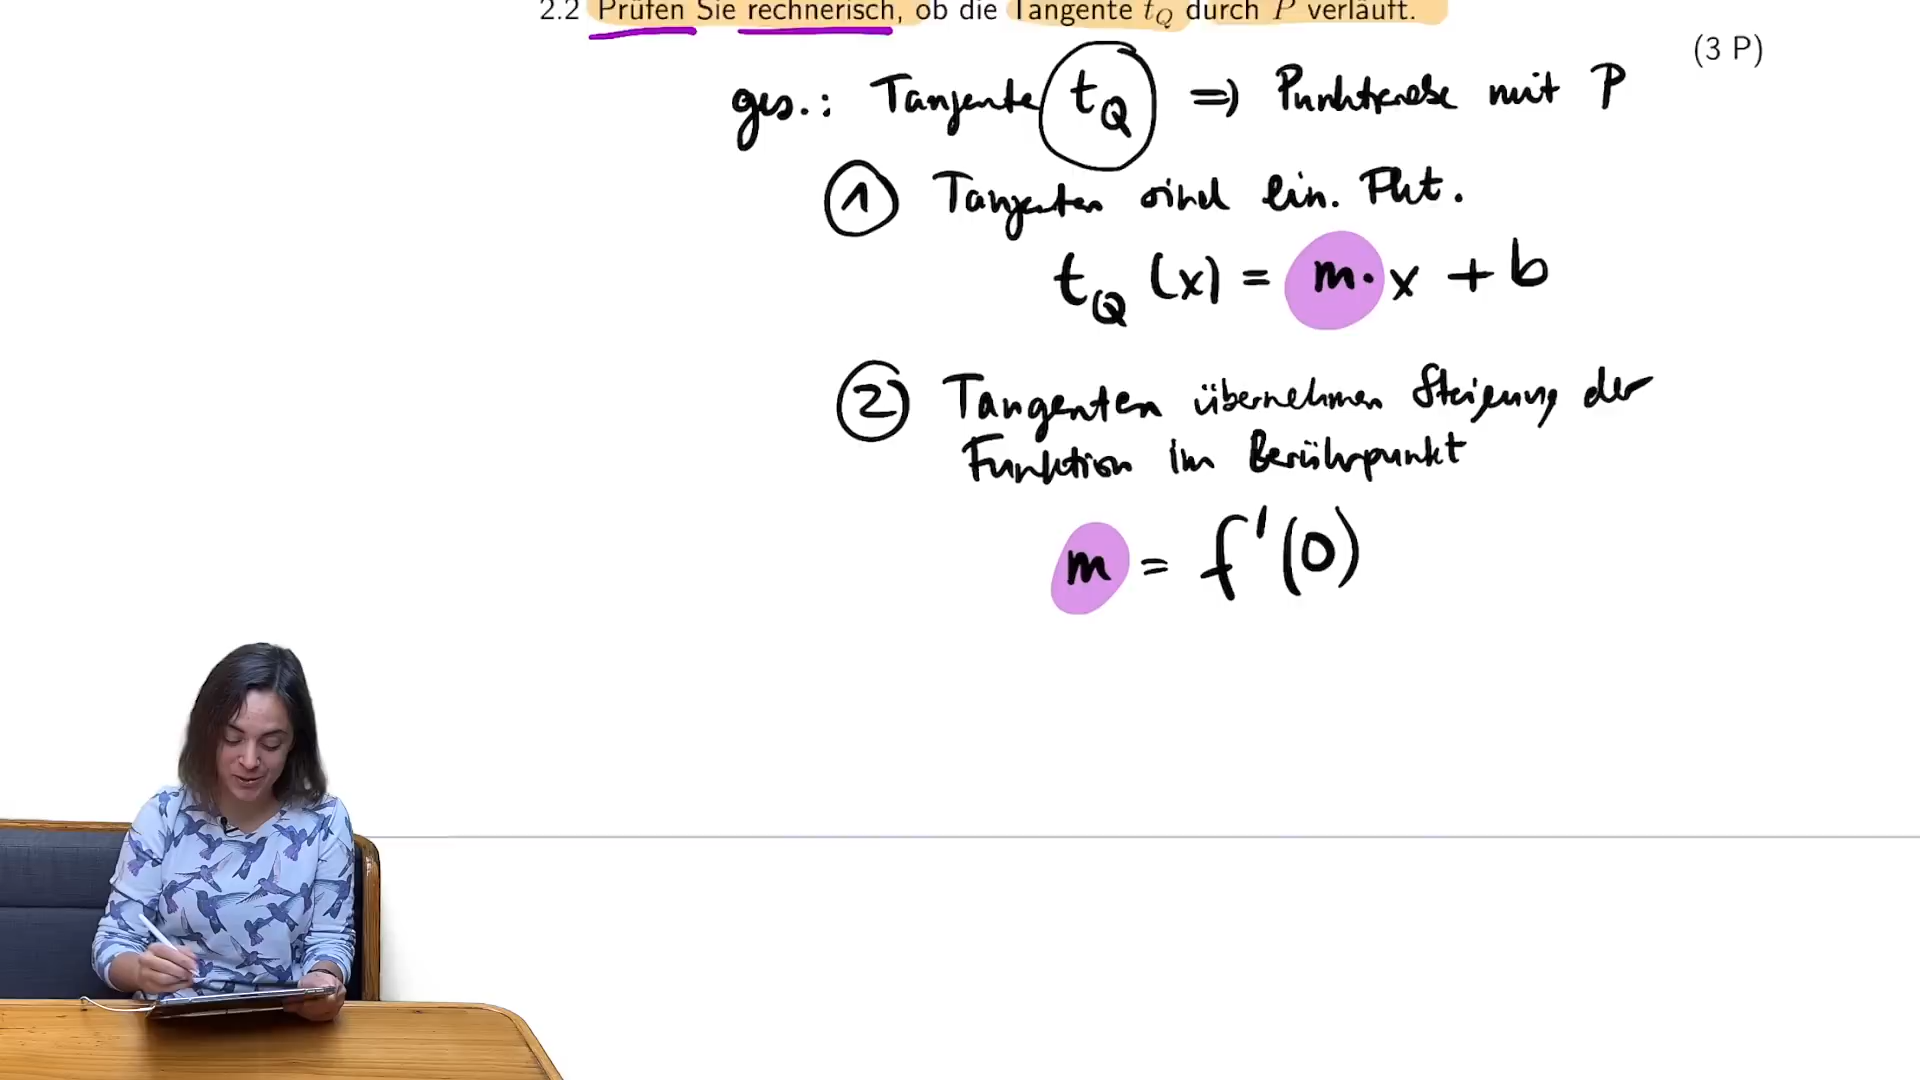 2.2 Prüfen Sie rechnerisch, ob die Tangente t_Q durch P verläuft.
(3 P)
ges.: Tangente t_Q => Punktprobe mit P
1 Tangenten sind lin. Fkt.
t_Q (x) = m · x + b
2 Tangenten übernehmen Steigung der
Funktion im Berührpunkt
m = f'(0)